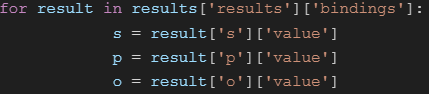 for result in results['results']['bindings']:
            s = result['s']['value']
            p = result['p']['value']
            o = result['o']['value']